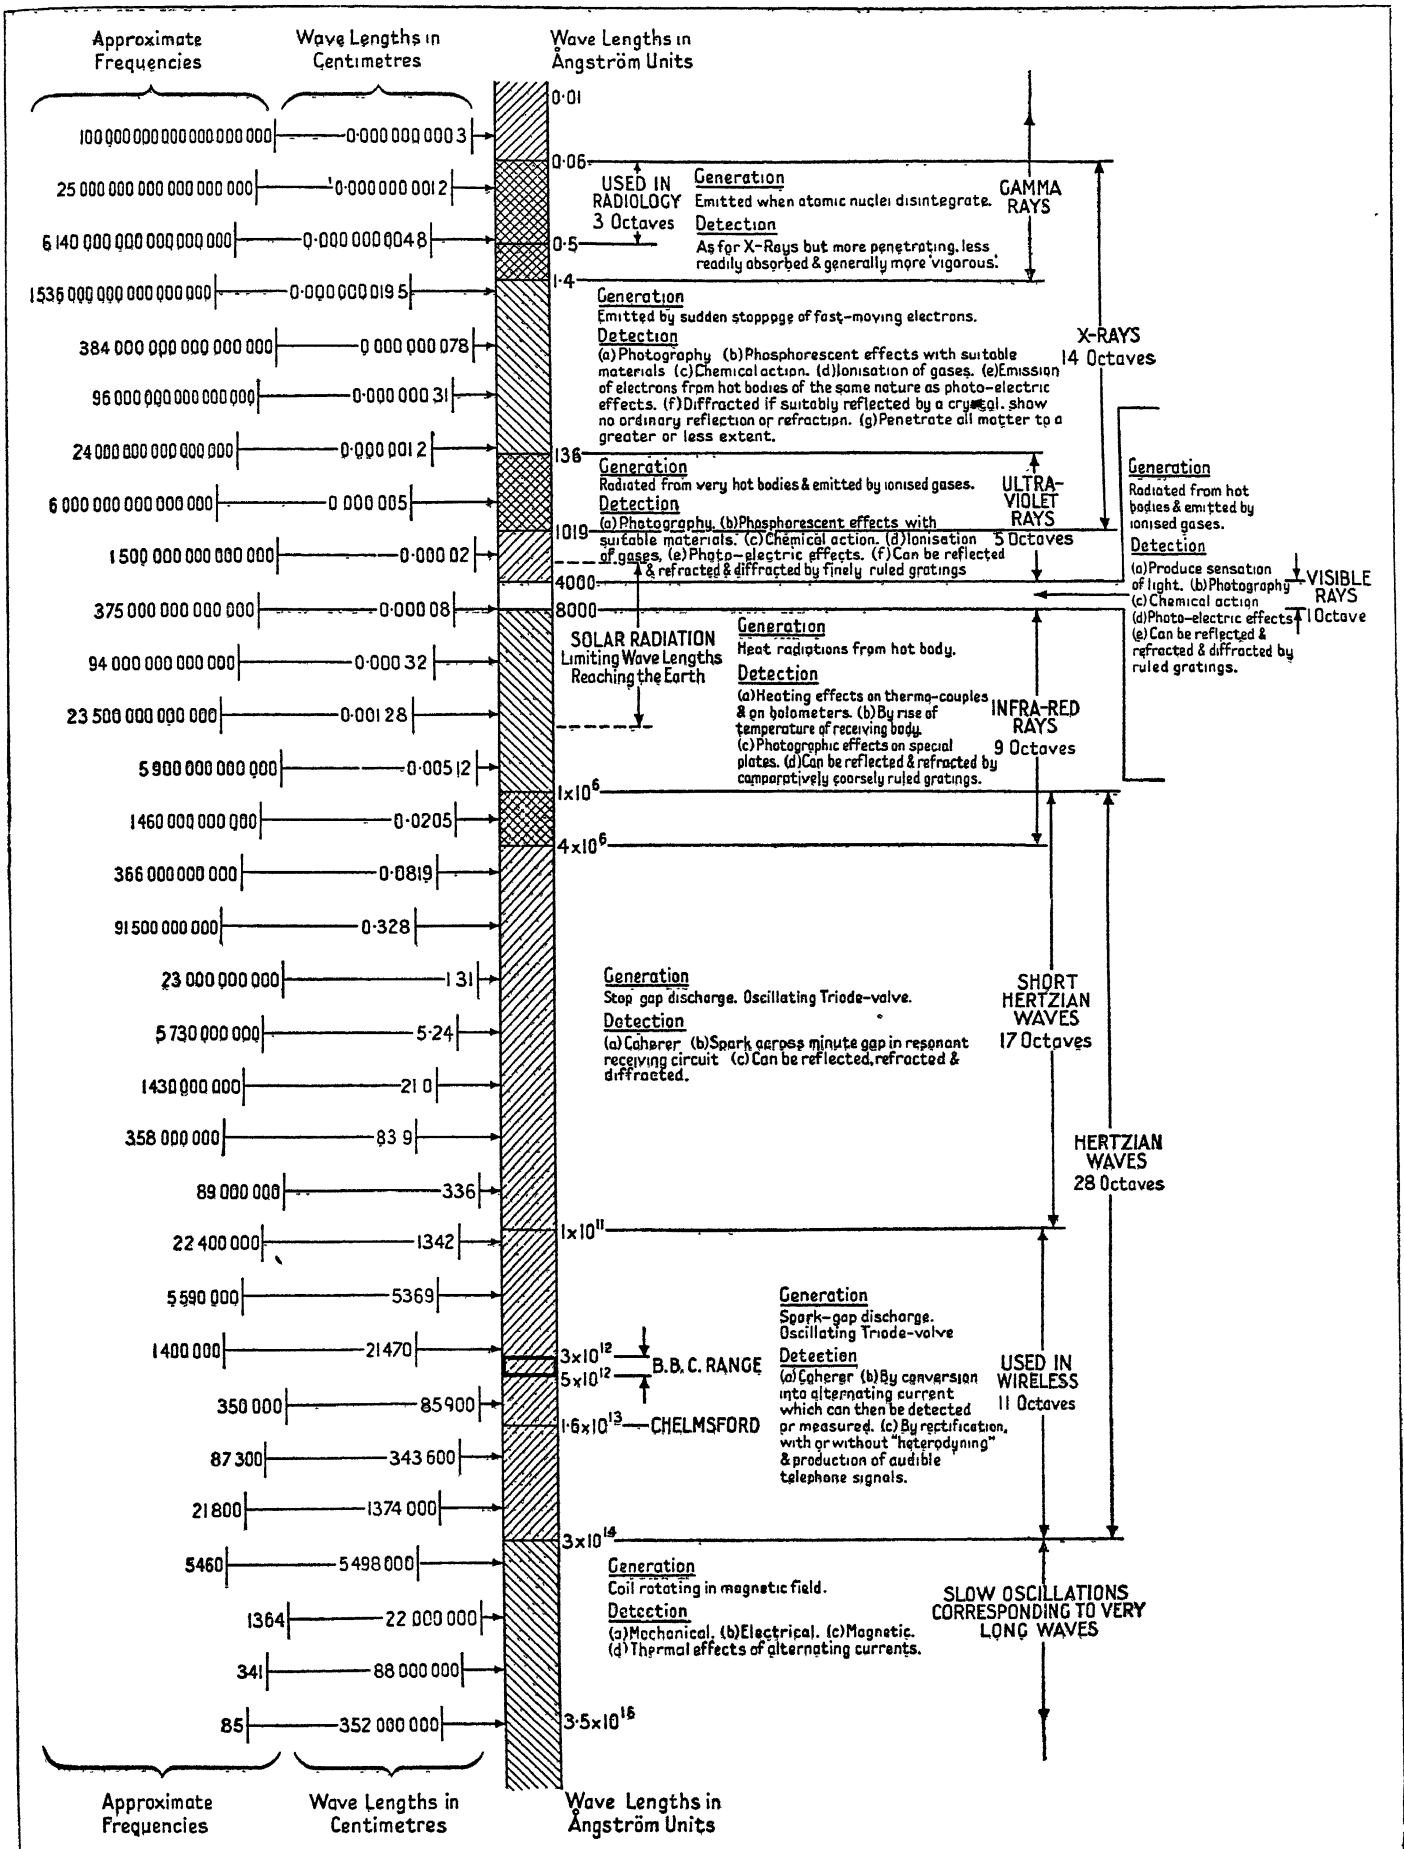 Approximate
Frequencies
Wave Lengths in
Centimetres
Wave Lengths in
Ångström Units
0·01
100 000 000 000 000 000 000
0·000 000 000 3
0·06
25 000 000 000 000 000 000
0·000 000 0012
6 140 000 000 000 000 000
0·000 000 0048
0·5
1·4
1536 000 000 000 000 000
0·000 000 019 5
384 000 000 000 000 000
0 000 000 078
96 000 000 000 000 000
0·000 000 31
24 000 000 000 000 000
0·000 001 2
136
6 000 000 000 000 000
0 000 005
1019
1 500 000 000 000 000
0·000 02
4000
375 000 000 000 000
0·000 08
8000
94 000 000 000 000
0·000 32
23 500 000 000 000
0·001 28
5 900 000 000 000
0·005 12
1×10⁶
1460 000 000 000
0·0205
4×10⁶
366 000 000 000
0·0819
91 500 000 000
0·328
23 000 000 000
1 31
5 730 000 000
5·24
1430 000 000
21 0
358 000 000
83 9
89 000 000
336
1×10¹¹
22 400 000
1342
5 590 000
5369
1 400 000
21470
3×10¹²
5×10¹²
B.B.C. RANGE
350 000
85 900
1·6×10¹³
CHELMSFORD
87 300
343 600
21 800
1374 000
3×10¹⁴
5460
5 498 000
1364
22 000 000
341
88 000 000
85
352 000 000
3·5×10¹⁶
USED IN
RADIOLOGY
3 Octaves
Generation
Emitted when atomic nuclei disintegrate.
Detection
As for X-Rays but more penetrating, less
readily absorbed & generally more 'vigorous'.
GAMMA
RAYS
Generation
Emitted by sudden stoppage of fast-moving electrons.
Detection
(a) Photography (b) Phosphorescent effects with suitable
materials (c) Chemical action. (d) Ionisation of gases. (e) Emission
of electrons from hot bodies of the same nature as photo-electric
effects. (f) Diffracted if suitably reflected by a crystal. show
no ordinary reflection or refraction. (g) Penetrate all matter to a
greater or less extent.
X-RAYS
14 Octaves
Generation
Radiated from very hot bodies & emitted by ionised gases.
Detection
(a) Photography. (b) Phosphorescent effects with
suitable materials. (c) Chemical action. (d) Ionisation
of gases, (e) Photo-electric effects. (f) Can be reflected
& refracted & diffracted by finely ruled gratings
ULTRA-
VIOLET
RAYS
5 Octaves
Generation
Radiated from hot
bodies & emitted by
ionised gases.
Detection
(a) Produce sensation
of light. (b) Photography
(c) Chemical action
(d) Photo-electric effects
(e) Can be reflected &
refracted & diffracted by
ruled gratings.
VISIBLE
RAYS
1 Octave
SOLAR RADIATION
Limiting Wave Lengths
Reaching the Earth
Generation
Heat radiations from hot body.
Detection
(a) Heating effects on thermo-couples
& on bolometers. (b) By rise of
temperature of receiving body.
(c) Photographic effects on special
plates. (d) Can be reflected & refracted by
comparatively coarsely ruled gratings.
INFRA-RED
RAYS
9 Octaves
Generation
Stop gap discharge. Oscillating Triode-valve.
Detection
(a) Coherer (b) Spark across minute gap in resonant
receiving circuit (c) Can be reflected, refracted &
diffracted.
SHORT
HERTZIAN
WAVES
17 Octaves
HERTZIAN
WAVES
28 Octaves
Generation
Spark-gap discharge.
Oscillating Triode-valve
Detection
(a) Coherer (b) By conversion
into alternating current
which can then be detected
or measured. (c) By rectification,
with or without "heterodyning"
& production of audible
telephone signals.
USED IN
WIRELESS
11 Octaves
Generation
Coil rotating in magnetic field.
Detection
(a) Mechanical. (b) Electrical. (c) Magnetic.
(d) Thermal effects of alternating currents.
SLOW OSCILLATIONS
CORRESPONDING TO VERY
LONG WAVES
Approximate
Frequencies
Wave Lengths in
Centimetres
Wave Lengths in
Ångström Units